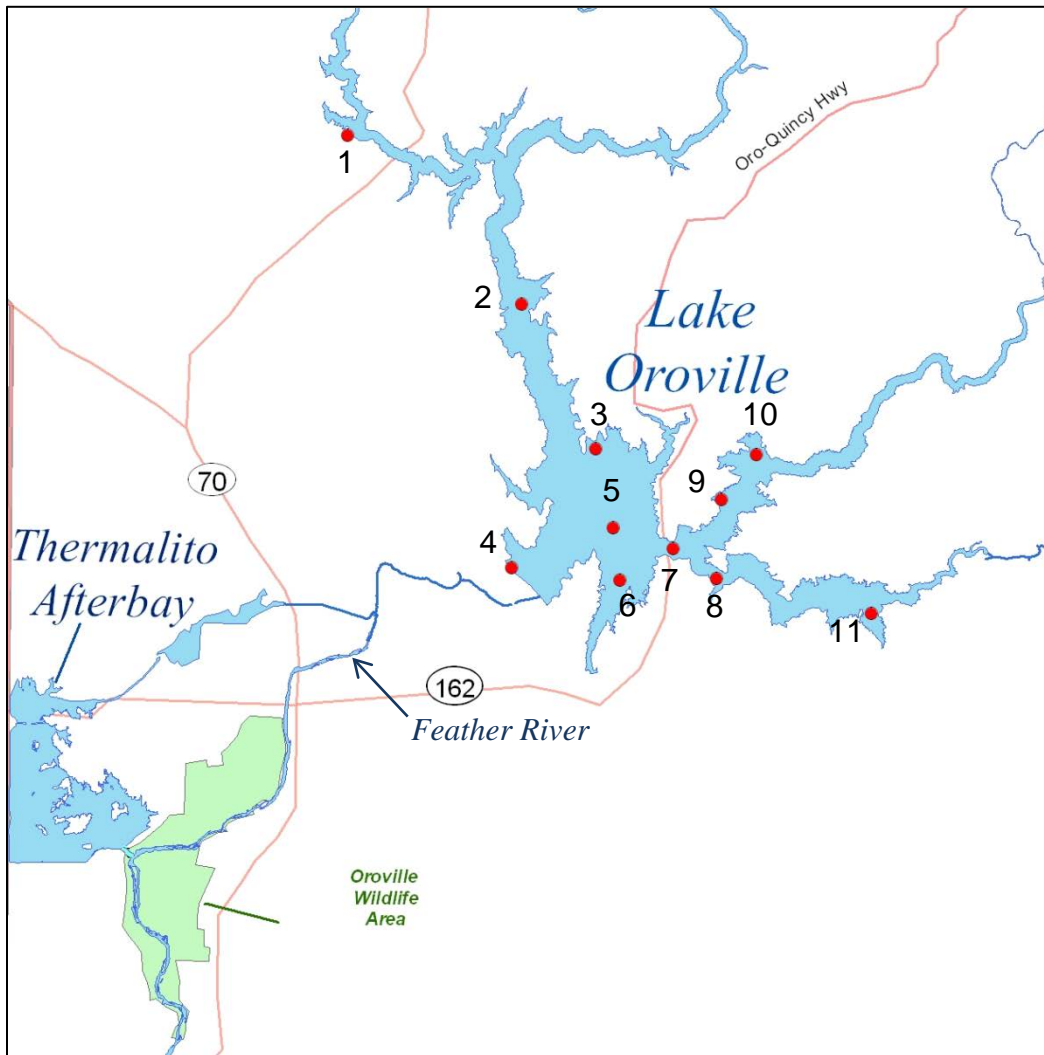 Oro-Quincy Hwy
1
2
Lake
Oroville
3
10
70
5
9
Thermalito
Afterbay
4
7
6
8
11
162
Feather River
Oroville
Wildlife
Area